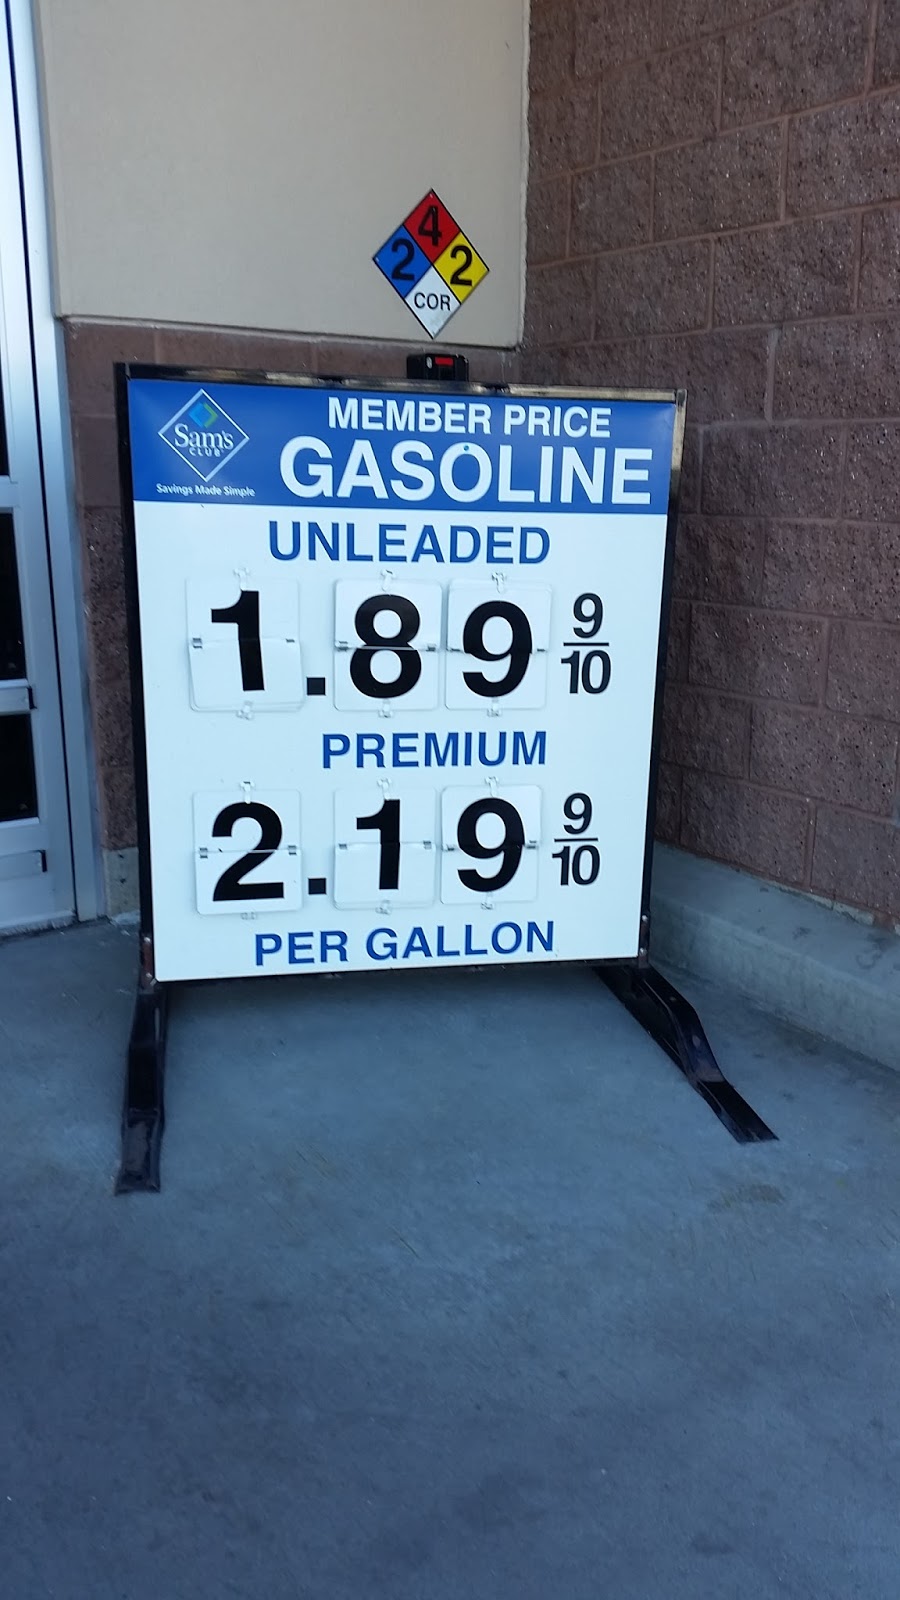 4
2 2
COR
Sam's
CLUB
Savings Made Simple
MEMBER PRICE
GASOLINE
UNLEADED
1.89 9/10
PREMIUM
2.19 9/10
PER GALLON